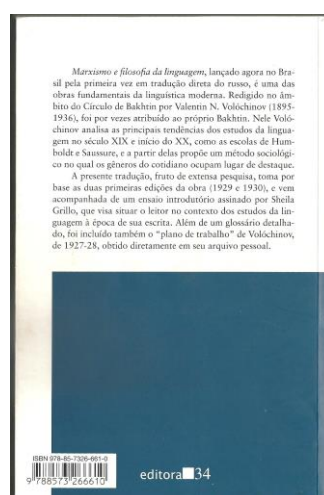 Marxismo e filosofia da linguagem, lançado agora no Bra-
sil pela primeira vez em tradução direta do russo, é uma das
obras fundamentais da linguística moderna. Redigido no âm-
bito do Círculo de Bakhtin por Valentin N. Volóchinov (1895-
1936), foi por vezes atribuído ao próprio Bakhtin. Nele Voló-
chinov analisa as principais tendências dos estudos da lingua-
gem no século XIX e início do XX, como as escolas de Hum-
boldt e Saussure, e a partir delas propõe um método sociológi-
co no qual os gêneros do cotidiano ocupam lugar de destaque.
A presente tradução, fruto de extensa pesquisa, toma por
base as duas primeiras edições da obra (1929 e 1930), e vem
acompanhada de um ensaio introdutório assinado por Sheila
Grillo, que visa situar o leitor no contexto dos estudos da lin-
guagem à época de sua escrita. Além de um glossário detalha-
do, foi incluído também o "plano de trabalho" de Volóchinov,
de 1927-28, obtido diretamente em seu arquivo pessoal.
ISBN 978-85-7326-661-0
9 788573 266610
editora 34